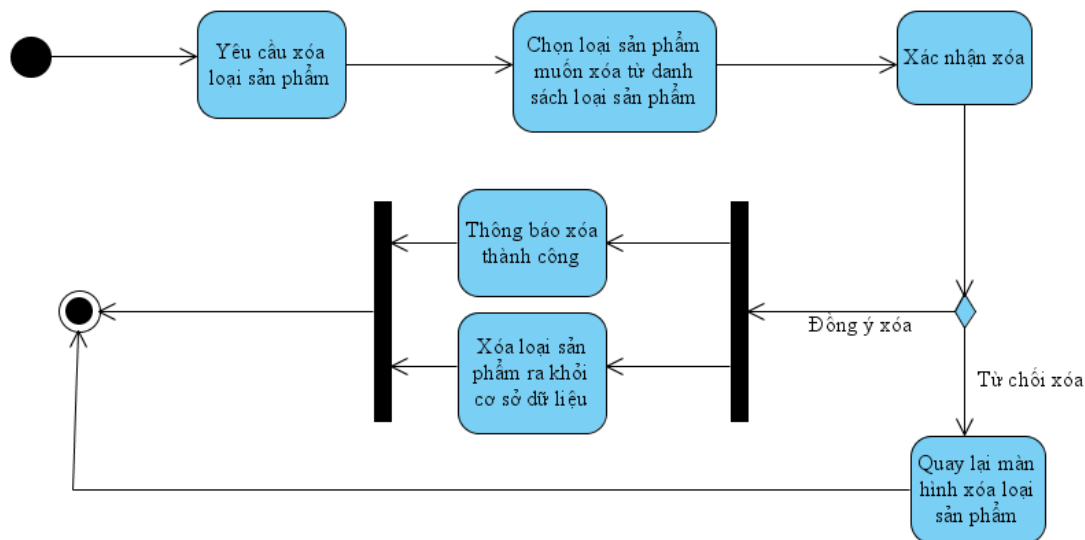 Yêu cầu xóa
loại sản phẩm
Chọn loại sản phẩm
muốn xóa từ danh
sách loại sản phẩm
Xác nhận xóa
Thông báo xóa
thành công
Đồng ý xóa
Xóa loại sản
phẩm ra khỏi
cơ sở dữ liệu
Từ chối xóa
Quay lại màn
hình xóa loại
sản phẩm